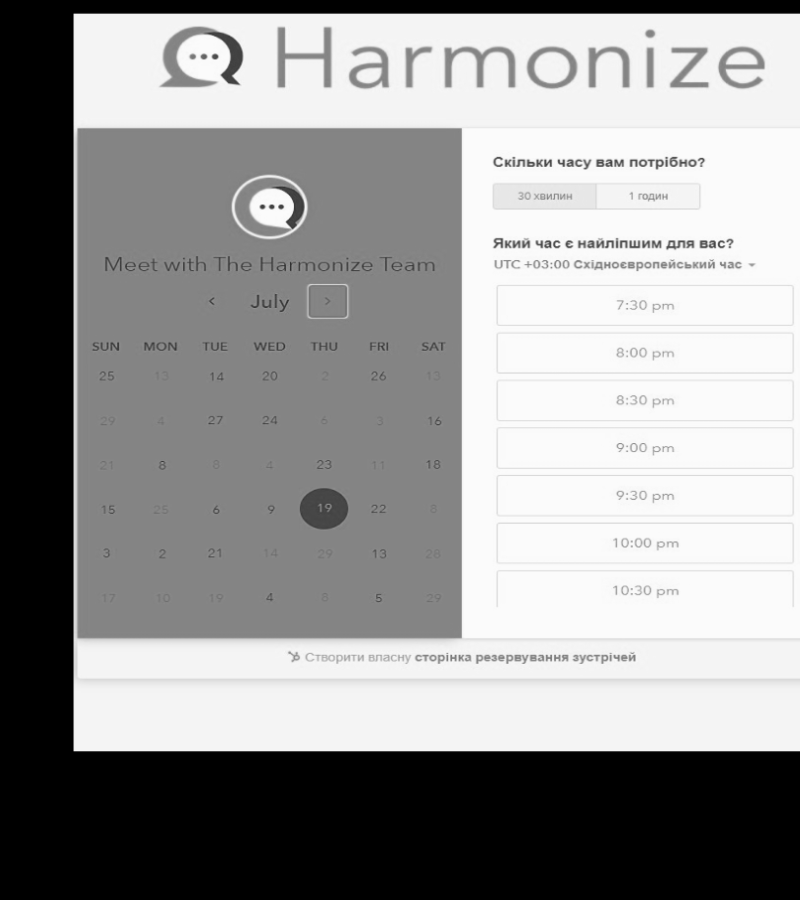 Harmonize
Meet with The Harmonize Team
July
SUN MON TUE WED THU FRI SAT
25 13 14 20 2 26 13
29 4 27 24 6 3 16
21 8 8 4 23 11 18
15 25 6 9 19 22 8
3 2 21 14 29 13 28
17 10 19 4 8 5 29
Скільки часу вам потрібно?
30 хвилин 1 годин
Який час є найліпшим для вас?
UTC +03:00 Східноєвропейський час
7:30 pm
8:00 pm
8:30 pm
9:00 pm
9:30 pm
10:00 pm
10:30 pm
Створити власну сторінка резервування зустрічей